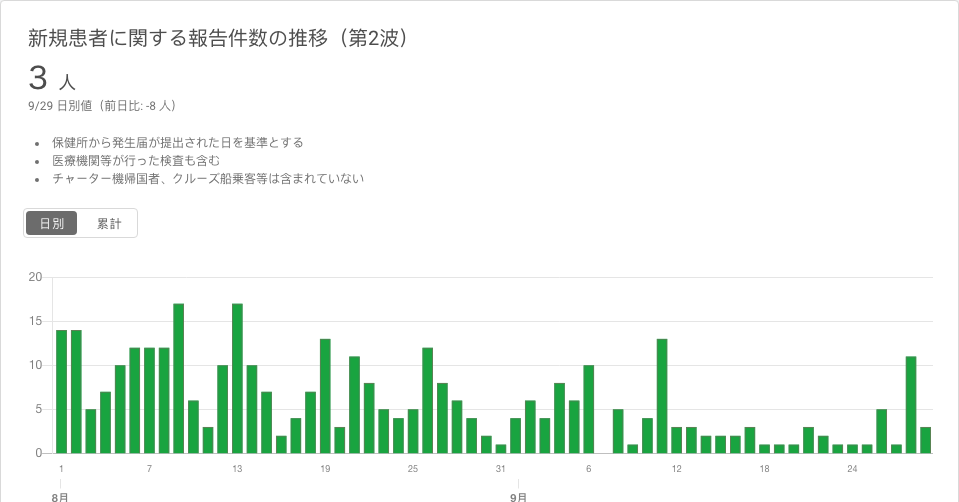 新規患者に関する報告件数の推移（第2波）
3 人
9/29 日別値（前日比: -8 人）
保健所から発生届が提出された日を基準とする
医療機関等が行った検査も含む
チャーター機帰国者、クルーズ船乗客等は含まれていない
日別 累計
20
15
10
5
0
1 7 13 19 25 31 6 12 18 24
8月 9月